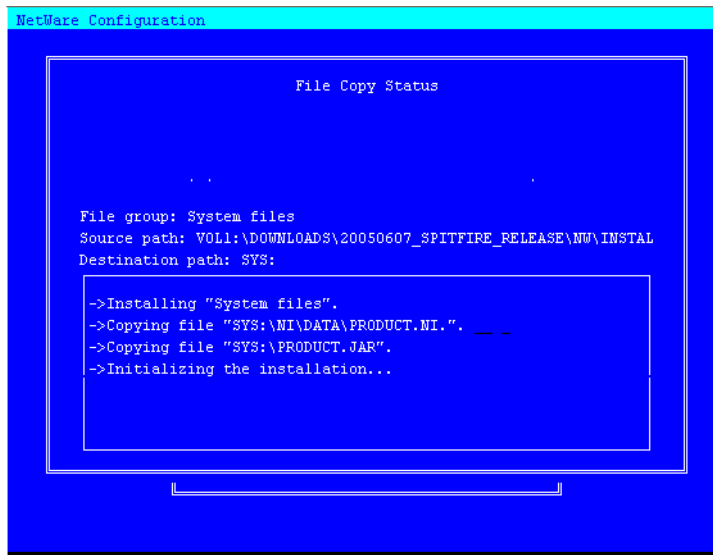 NetWare Configuration
File Copy Status
File group: System files
Source path: VOL1:\DOWNLOADS\20050607_SPITFIRE_RELEASE\NW\INSTAL
Destination path: SYS:
->Installing "System files".
->Copying file "SYS:\NI\DATA\PRODUCT.NI.".
->Copying file "SYS:\PRODUCT.JAR".
->Initializing the installation...